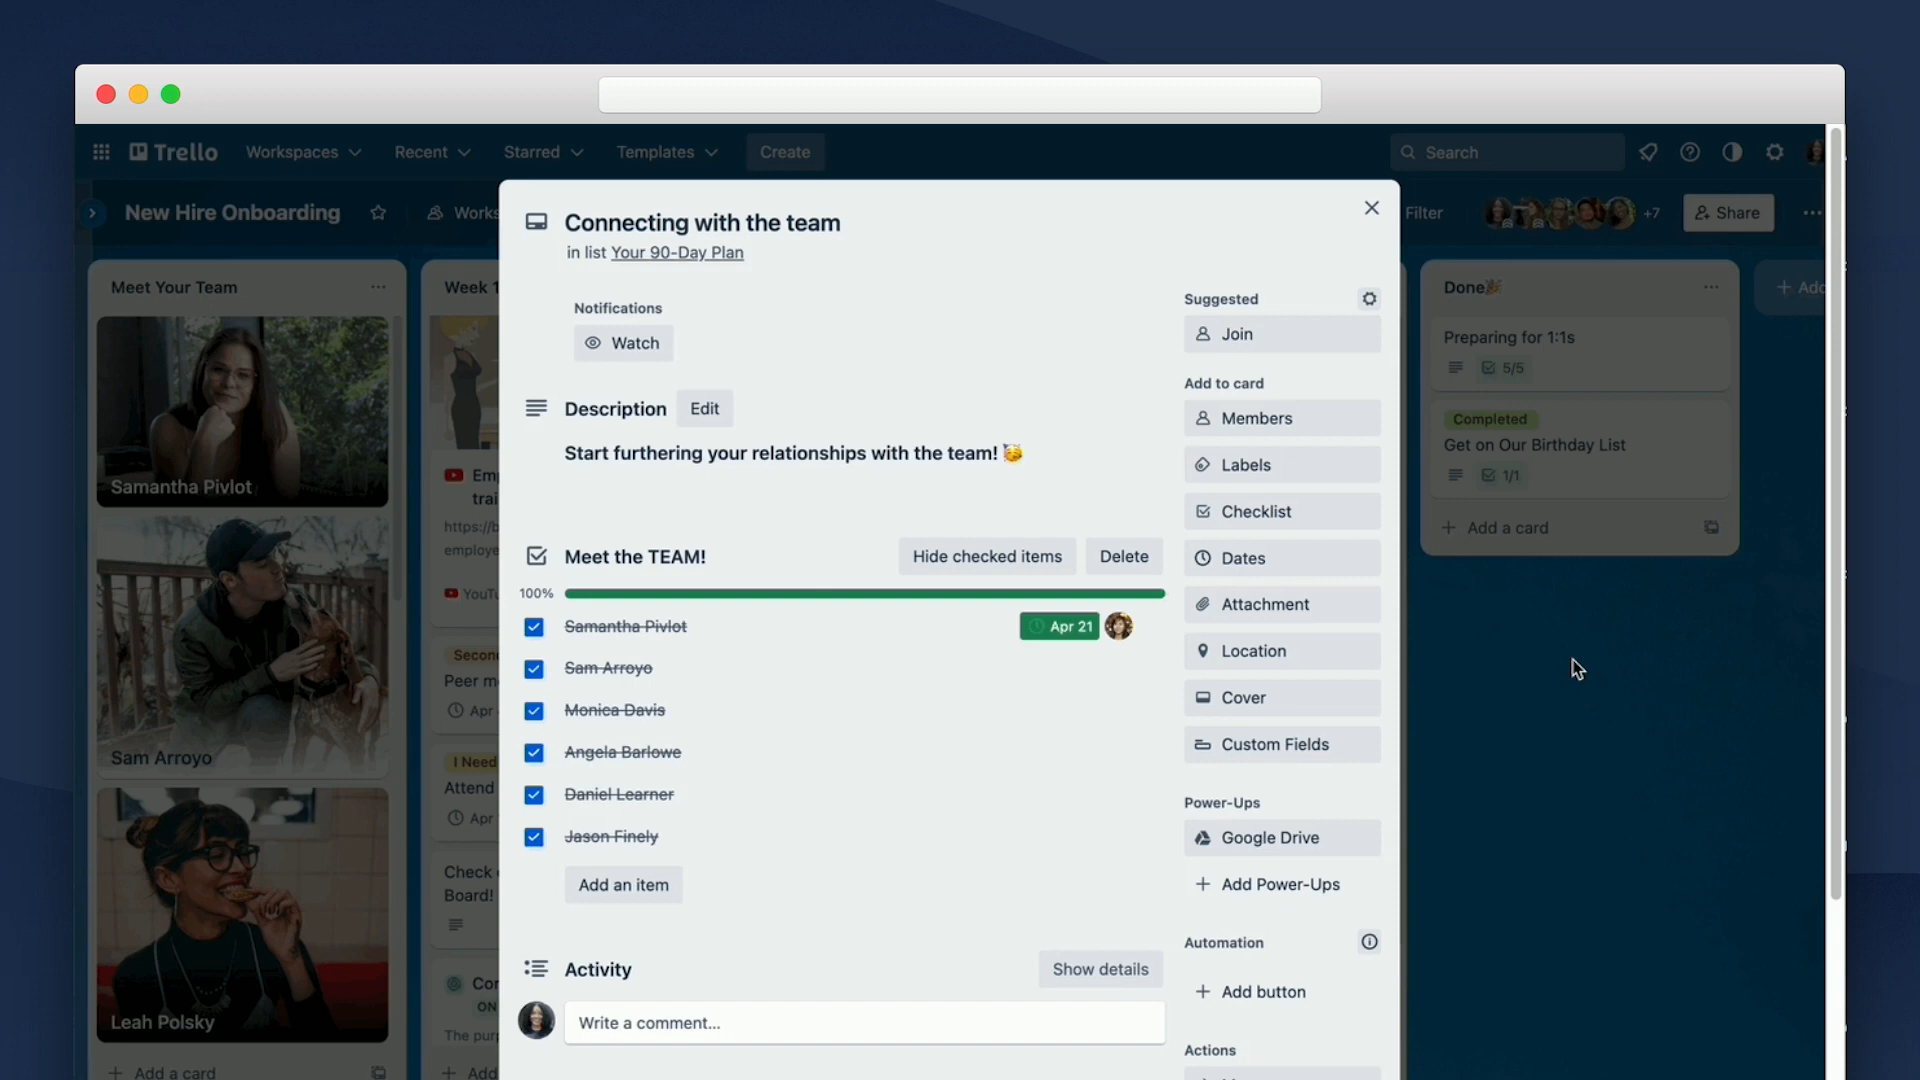 Trello
Workspaces
Recent
Starred
Templates
Create
Search
New Hire Onboarding
Filter
+7
Share
Meet Your Team
Samantha Pivlot
Sam Arroyo
Leah Polsky
Add a card
Week 1
https://b
employe
Peer m
Apr
I Need
Attend
Apr
Check
Board!
ON
The pur
Add
Connecting with the team
in list Your 90-Day Plan
Notifications
Watch
Description
Edit
Start furthering your relationships with the team! 🥳
Meet the TEAM!
Hide checked items
Delete
100%
Samantha Pivlot
Apr 21
Sam Arroyo
Monica Davis
Angela Barlowe
Daniel Learner
Jason Finely
Add an item
Activity
Show details
Write a comment...
Suggested
Join
Add to card
Members
Labels
Checklist
Dates
Attachment
Location
Cover
Custom Fields
Power-Ups
Google Drive
Add Power-Ups
Automation
Add button
Actions
Done🎉
Preparing for 1:1s
5/5
Completed
Get on Our Birthday List
1/1
Add a card
Add